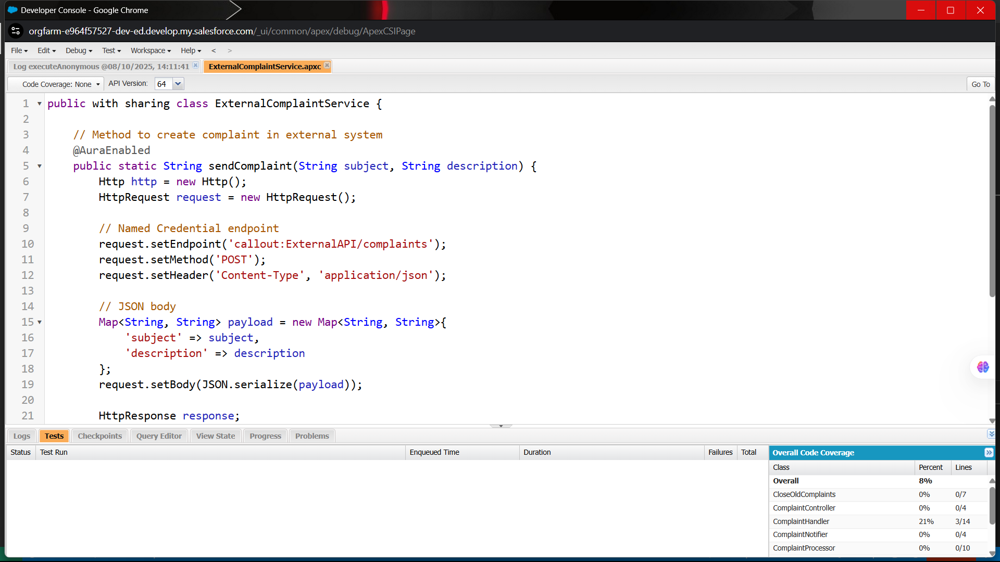 Developer Console - Google Chrome
orgfarm-e964f57527-dev-ed.develop.my.salesforce.com/_ui/common/apex/debug/ApexCSIPage
File Edit Debug Test Workspace Help < >
Log executeAnonymous @08/10/2025, 14:11:41 ExternalComplaintService.apxc
Code Coverage: None API Version: 64 Go To
1 public with sharing class ExternalComplaintService {
2
3 // Method to create complaint in external system
4 @AuraEnabled
5 public static String sendComplaint(String subject, String description) {
6 Http http = new Http();
7 HttpRequest request = new HttpRequest();
8
9 // Named Credential endpoint
10 request.setEndpoint('callout:ExternalAPI/complaints');
11 request.setMethod('POST');
12 request.setHeader('Content-Type', 'application/json');
13
14 // JSON body
15 Map<String, String> payload = new Map<String, String>{
16 'subject' => subject,
17 'description' => description
18 };
19 request.setBody(JSON.serialize(payload));
20
21 HttpResponse response;
Logs Tests Checkpoints Query Editor View State Progress Problems
Status Test Run Enqueued Time Duration Failures Total
Overall Code Coverage
Class Percent Lines
Overall 8%
CloseOldComplaints 0% 0/7
ComplaintController 0% 0/4
ComplaintHandler 21% 3/14
ComplaintNotifier 0% 0/4
ComplaintProcessor 0% 0/10